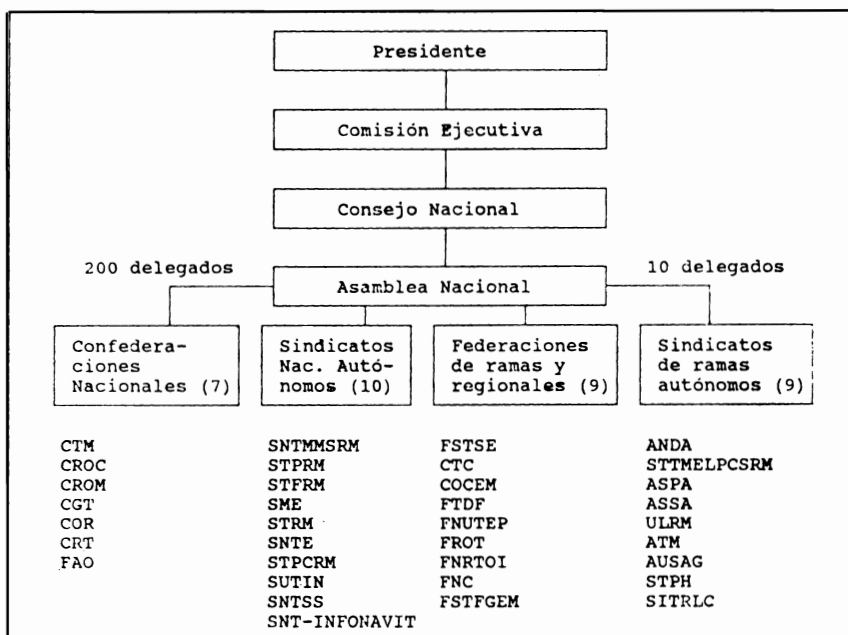 Presidente
Comisión Ejecutiva
Consejo Nacional
200 delegados
10 delegados
Asamblea Nacional
Confedera-
ciones
Nacionales (7)
Sindicatos
Nac. Autó-
nomos (10)
Federaciones
de ramas y
regionales (9)
Sindicatos
de ramas
autónomos (9)
CTM
CROC
CROM
CGT
COR
CRT
FAO
SNTMMSRM
STPRM
STFRM
SME
STRM
SNTE
STPCRM
SUTIN
SNTSS
SNT-INFONAVIT
FSTSE
CTC
COCEM
FTDF
FNUTEP
FROT
FNRTOI
FNC
FSTFGEM
ANDA
STTMELPCSRM
ASPA
ASSA
ULRM
ATM
AUSAG
STPH
SITRLC